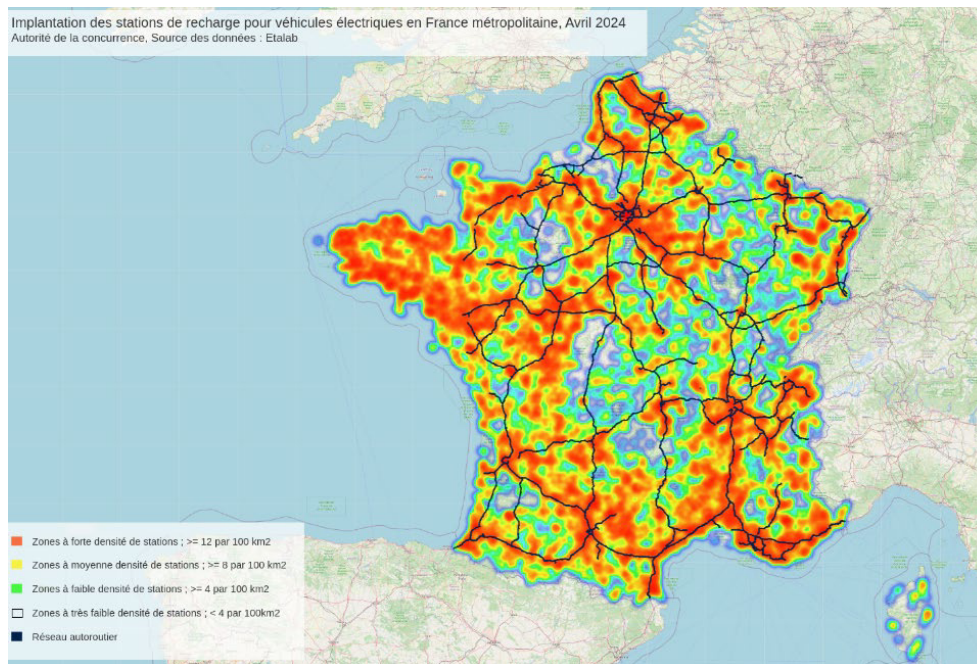 Implantation des stations de recharge pour véhicules électriques en France métropolitaine, Avril 2024
Autorité de la concurrence, Source des données : Etalab
Zones à forte densité de stations ; >= 12 par 100 km2
Zones à moyenne densité de stations ; >= 8 par 100 km2
Zones à faible densité de stations ; >= 4 par 100 km2
Zones à très faible densité de stations ; < 4 par 100km2
Réseau autoroutier